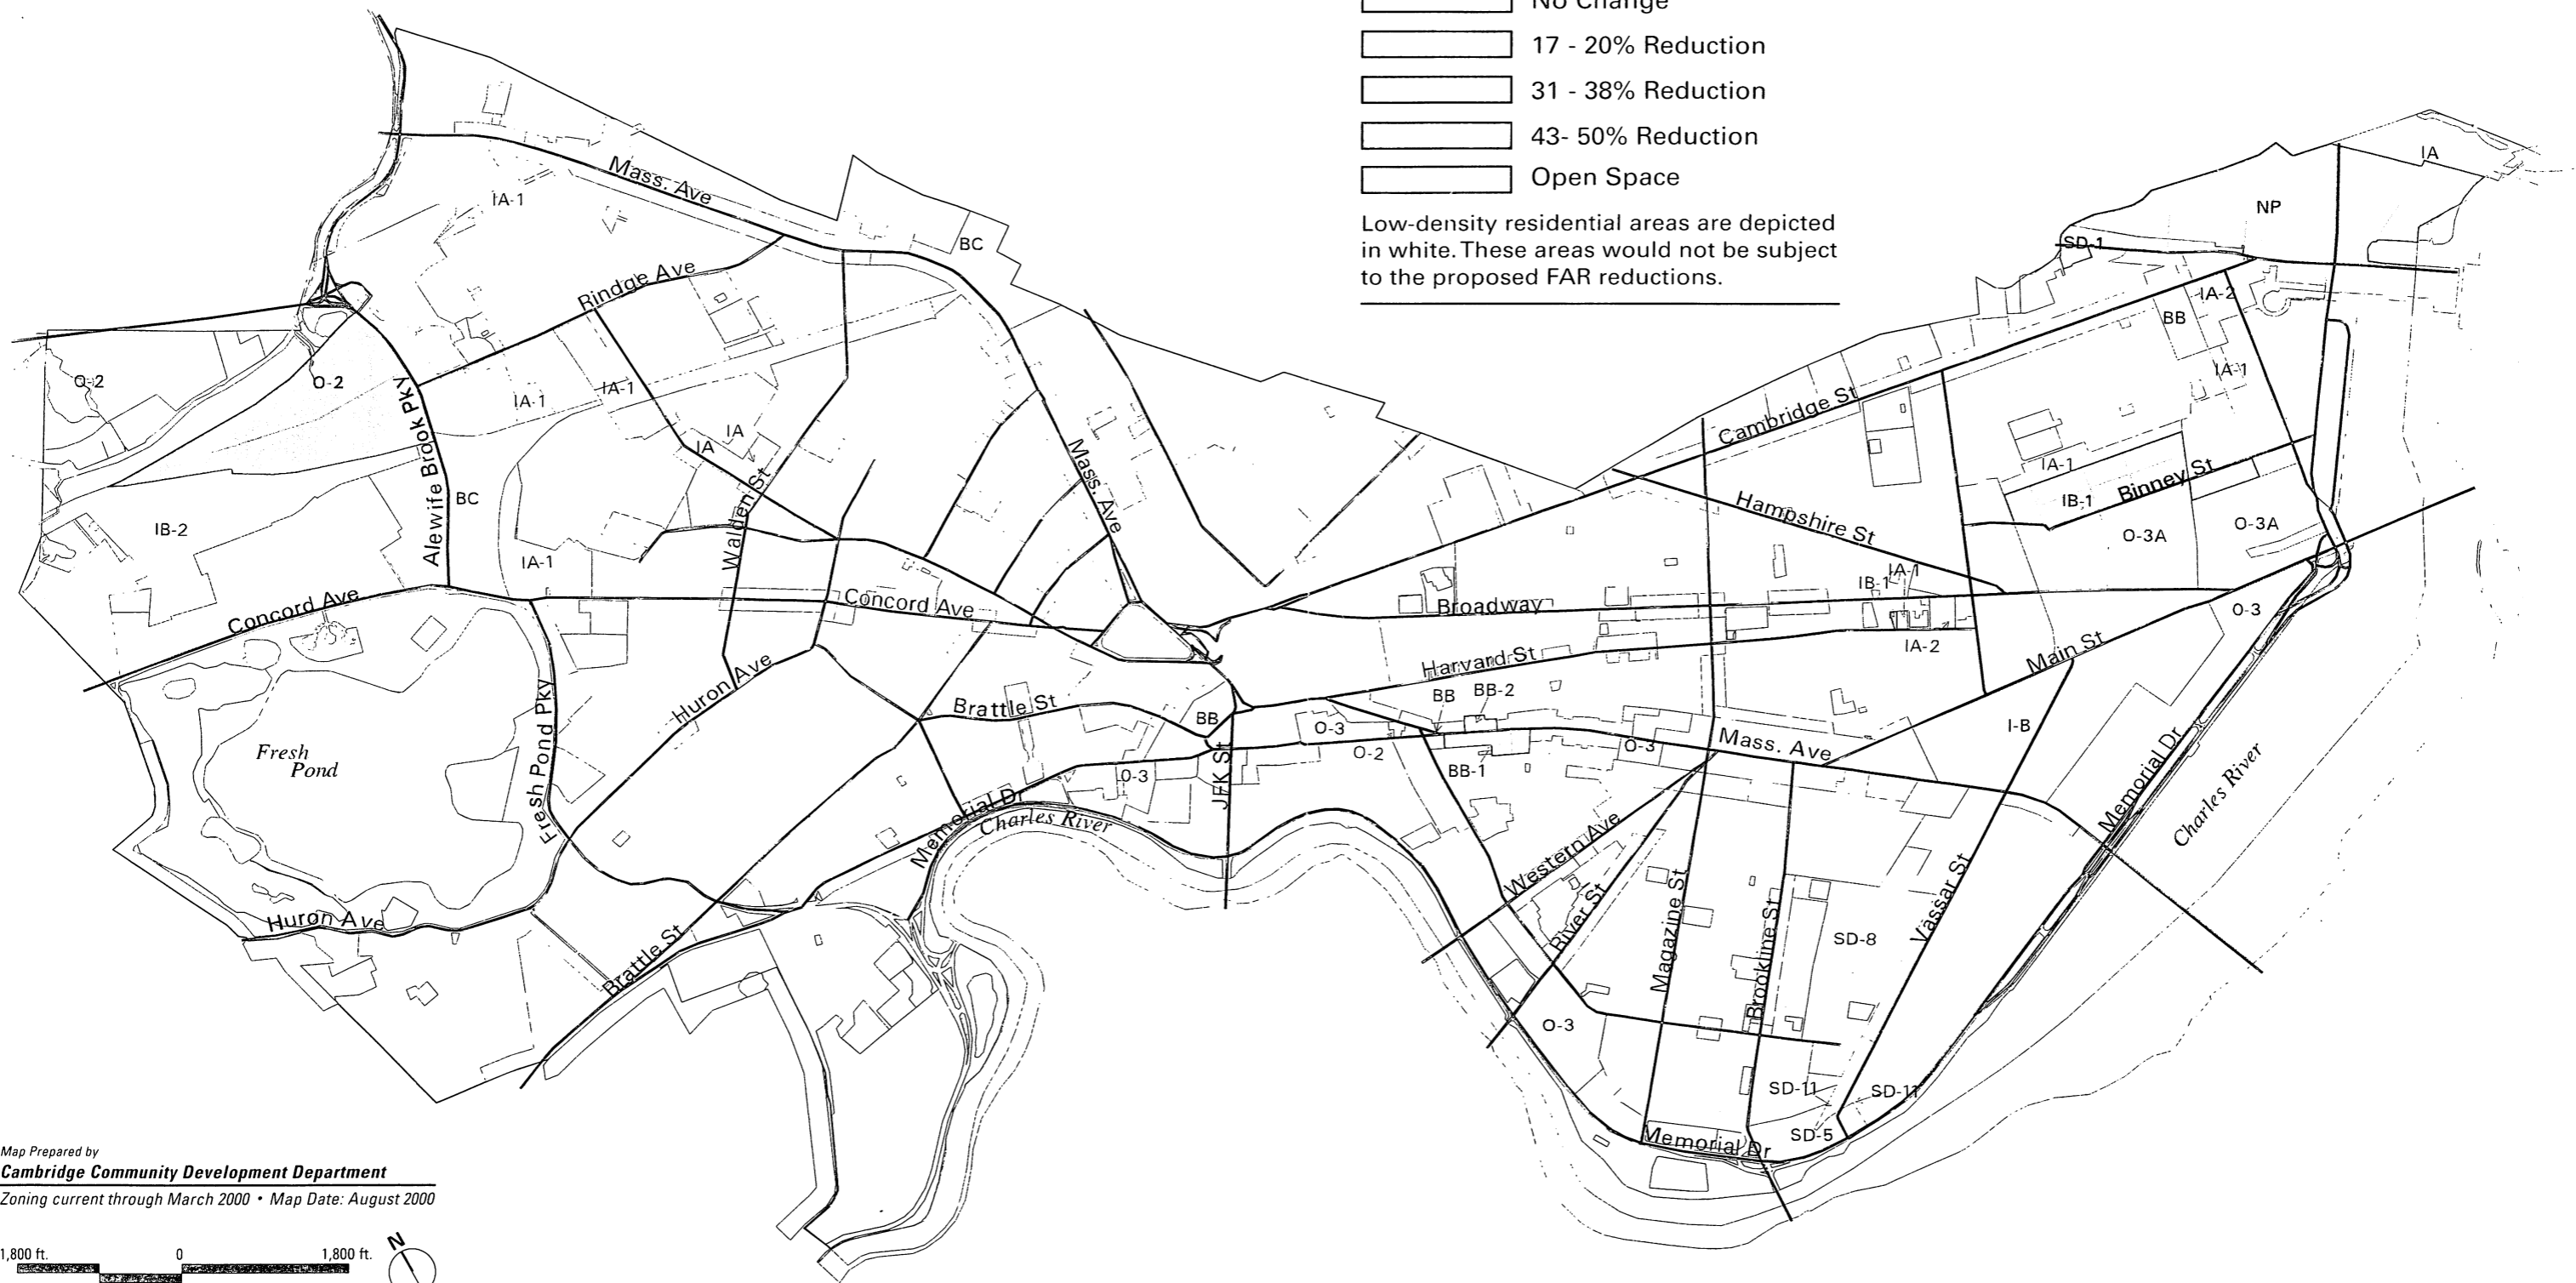 No Change
17 - 20% Reduction
31 - 38% Reduction
43- 50% Reduction
Open Space
Low-density residential areas are depicted
in white. These areas would not be subject
to the proposed FAR reductions.
Mass. Ave
IA-1
BC
Rindge Ave
O-2
O-2
Alewife Brook Pky
IA-1
IA-1
IA
IA
Walden St
Mass. Ave
BC
IB-2
IA-1
Concord Ave
Concord Ave
Fresh Pond
Fresh Pond Pky
Huron Ave
Huron Ave
Brattle St
Brattle St
BB
JFK St
O-3
Memorial Dr
Charles River
IA
NP
SD-1
IA-2
BB
IA-1
Cambridge St
IA-1
IB-1
Binney St
O-3A
O-3A
Hampshire St
IA-1
IB-1
Broadway
O-3
IA-2
Harvard St
Main St
BB
BB-2
O-3
O-2
BB-1
O-3
Mass. Ave
I-B
Memorial Dr
Charles River
Western Ave
River St
Magazine St
Brookline St
Vassar St
SD-8
O-3
SD-11
SD-11
SD-5
Memorial Dr
Map Prepared by
Cambridge Community Development Department
Zoning current through March 2000 • Map Date: August 2000
1,800 ft. 0 1,800 ft.
N